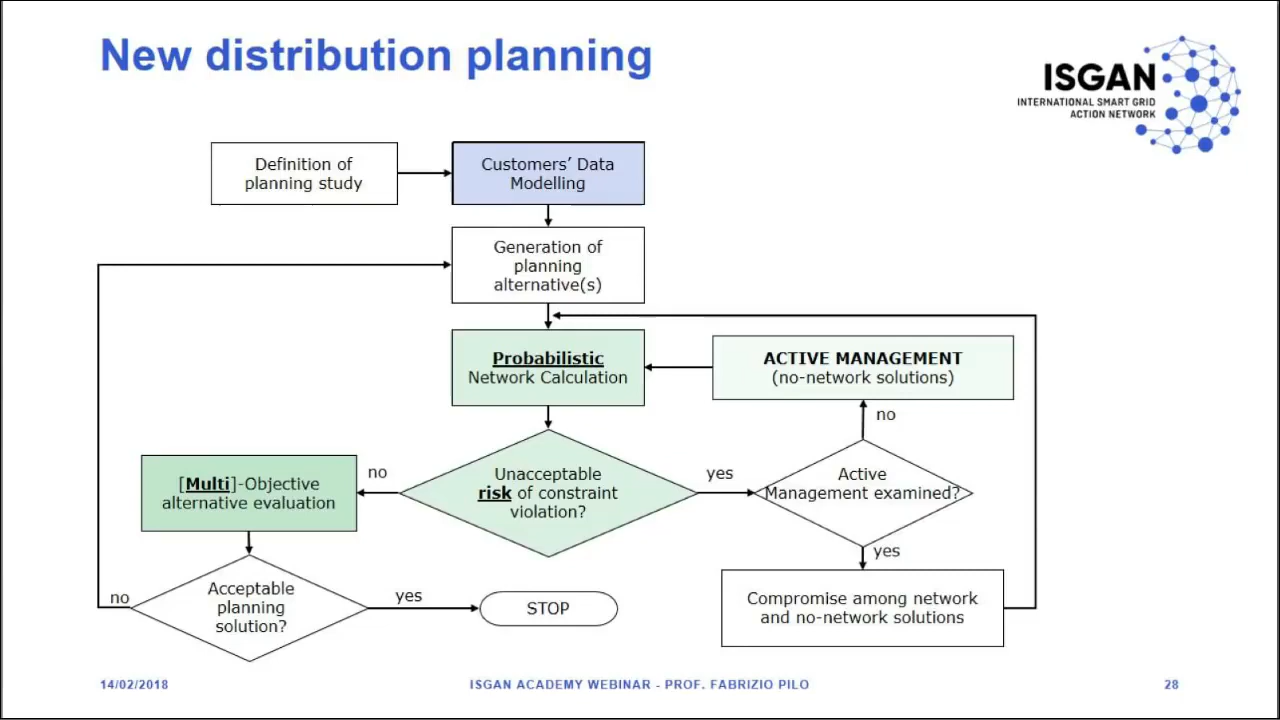 New distribution planning
ISGAN
INTERNATIONAL SMART GRID
ACTION NETWORK
Definition of
planning study
Customers’ Data
Modelling
Generation of
planning
alternative(s)
Probabilistic
Network Calculation
ACTIVE MANAGEMENT
(no-network solutions)
no
Unacceptable
risk of constraint
violation?
yes
Active
Management examined?
no
[Multi]-Objective
alternative evaluation
yes
Acceptable
planning
solution?
no
yes
STOP
Compromise among network
and no-network solutions
14/02/2018
ISGAN ACADEMY WEBINAR - PROF. FABRIZIO PILO
28